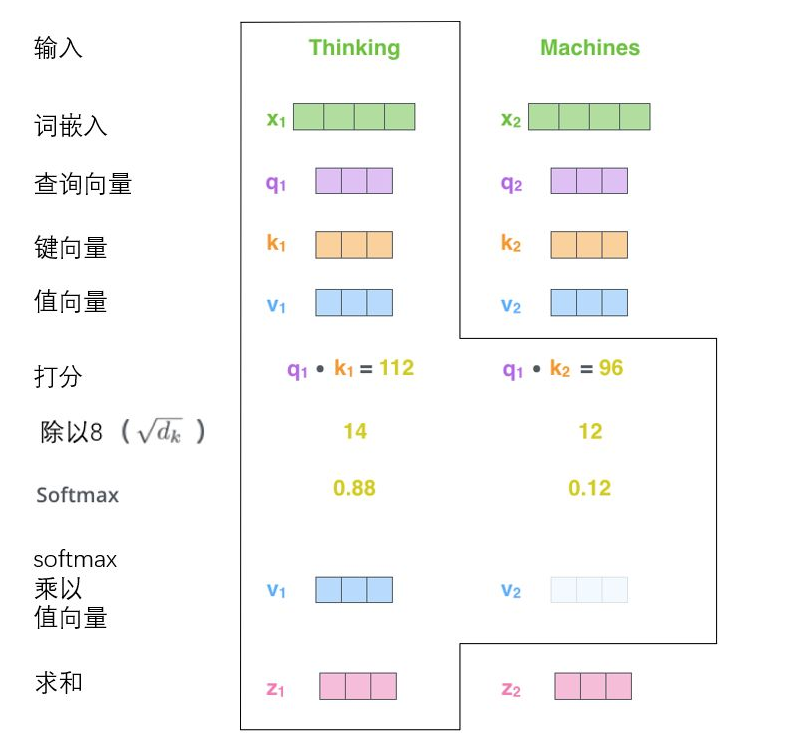 输入 Thinking Machines
词嵌入 x₁ x₂
查询向量 q₁ q₂
键向量 k₁ k₂
值向量 v₁ v₂
打分 q₁ • k₁ = 112 q₁ • k₂ = 96
除以8 ( √dₖ ) 14 12
Softmax 0.88 0.12
softmax
乘以 v₁ v₂
值向量
求和 z₁ z₂